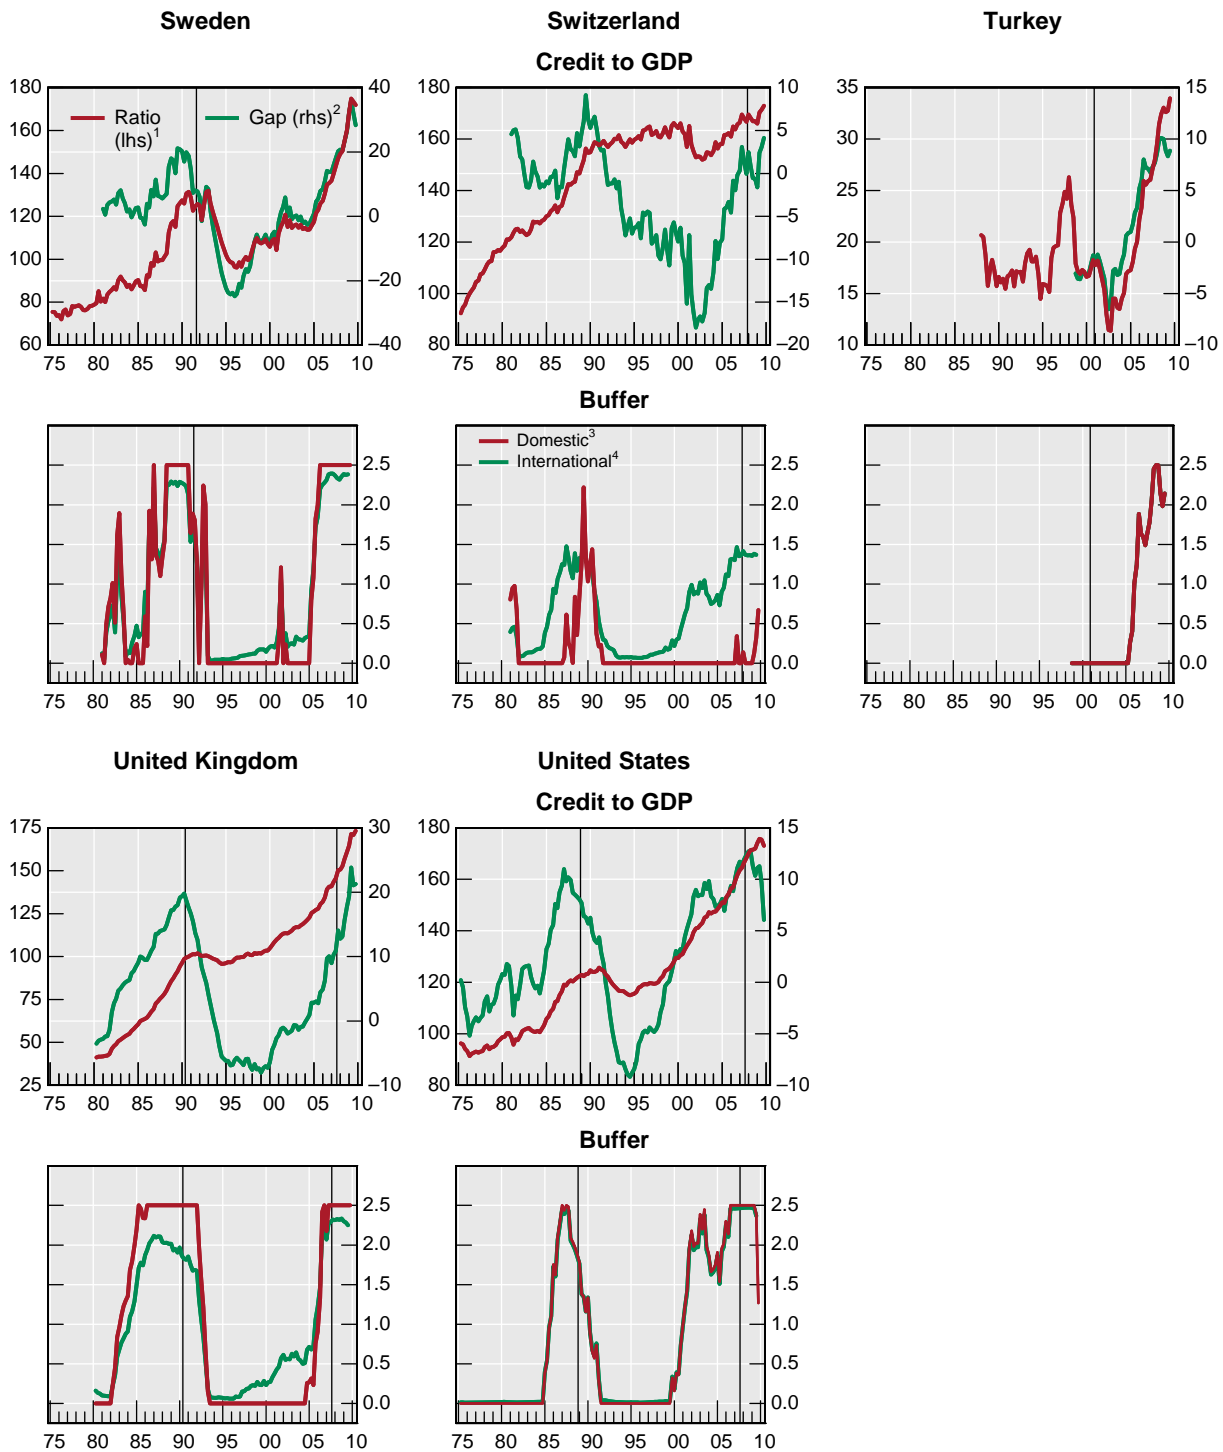 Sweden Switzerland Turkey
Credit to GDP
180 40 180 10 35 15
Ratio (lhs)1 Gap (rhs)2
160 20 160 5 30 10
140 0 140 0 25 5
120 –20 120 –5 20 0
100 –40 100 –10 15 –5
80 80 –15 10 –10
60 –20
75 80 85 90 95 00 05 10 75 80 85 90 95 00 05 10 75 80 85 90 95 00 05 10
Buffer
Domestic3
International4
2.5 2.5 2.5
2.0 2.0 2.0
1.5 1.5 1.5
1.0 1.0 1.0
0.5 0.5 0.5
0.0 0.0 0.0
75 80 85 90 95 00 05 10 75 80 85 90 95 00 05 10 75 80 85 90 95 00 05 10
United Kingdom United States
Credit to GDP
175 30 180 15
150 20 160 10
125 10 140 5
100 0 120 0
75 –10 100 –5
50 80 –10
25
75 80 85 90 95 00 05 10 75 80 85 90 95 00 05 10
Buffer
2.5 2.5
2.0 2.0
1.5 1.5
1.0 1.0
0.5 0.5
0.0 0.0
75 80 85 90 95 00 05 10 75 80 85 90 95 00 05 10